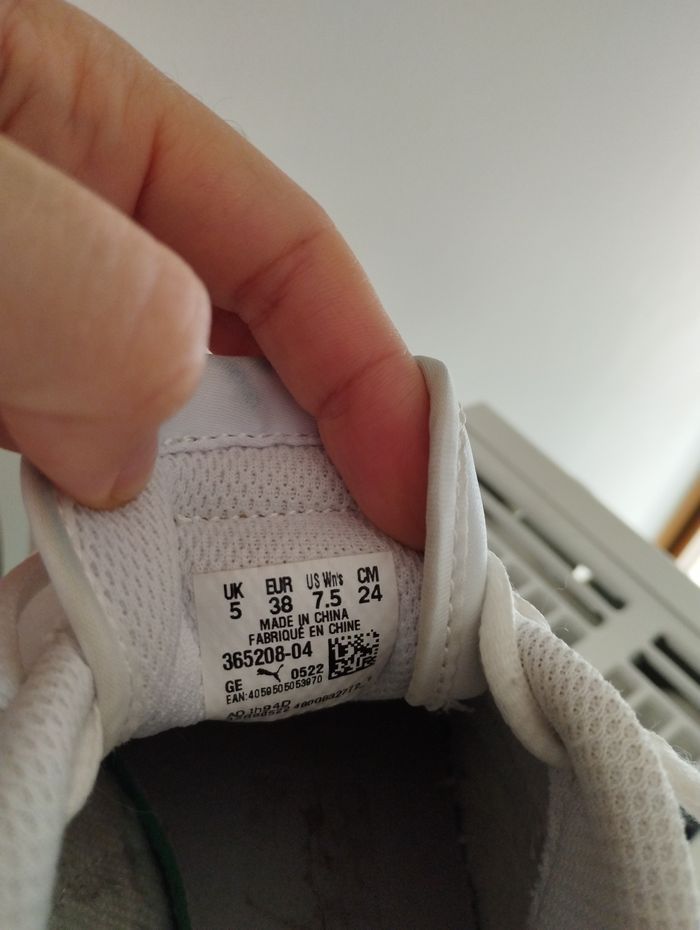 UK EUR US Wn's CM
5 38 7.5 24
MADE IN CHINA
FABRIQUÉ EN CHINE
365208-04
GE 0522
EAN:4059505053970